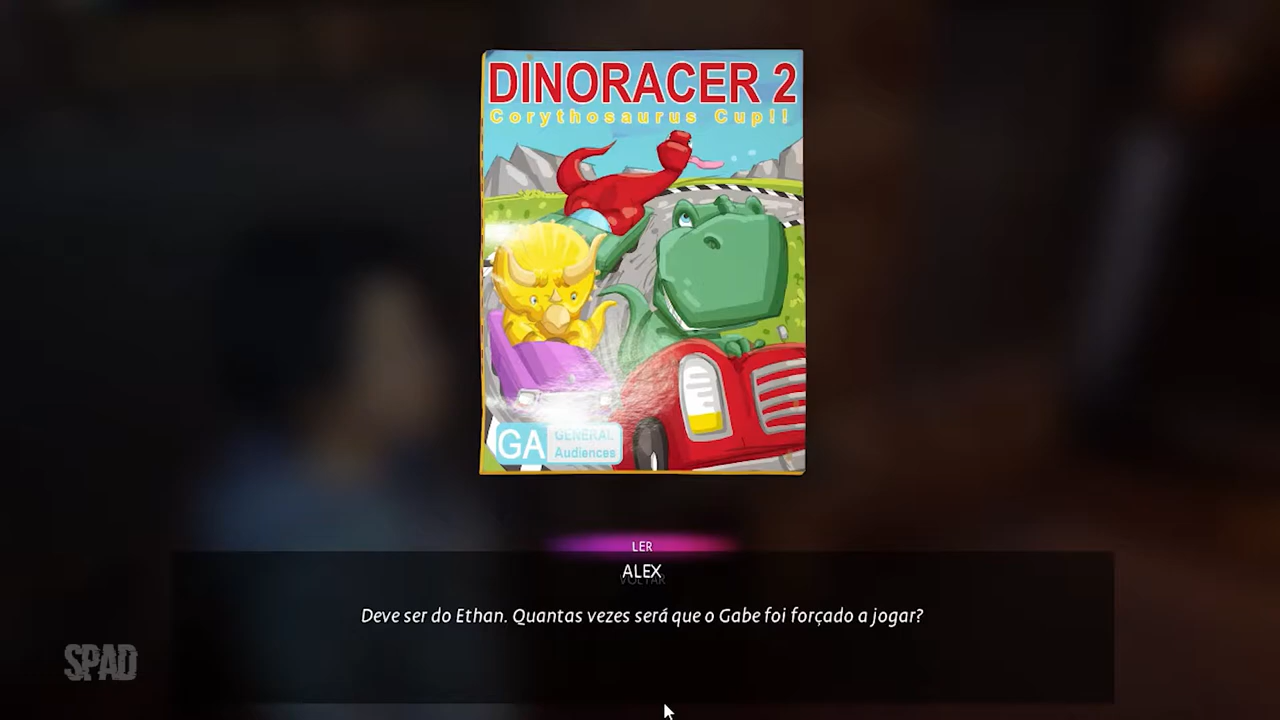 DINORACER 2
Corythosaurus Cup!!
GA GENERAL
Audiences
LER
ALEX
VOLTAR
Deve ser do Ethan. Quantas vezes será que o Gabe foi forçado a jogar?
SPAD